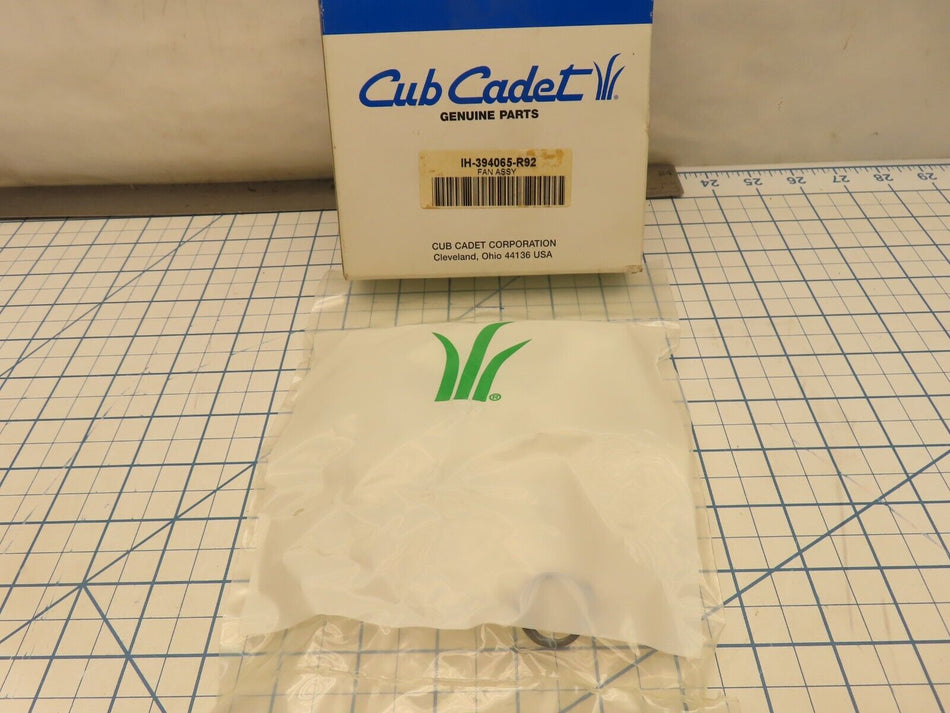 Cub Cadet ®
GENUINE PARTS
IH-394065-R92
FAN ASSY
CUB CADET CORPORATION
Cleveland, Ohio 44136 USA
24 25 26 27 28 29
®